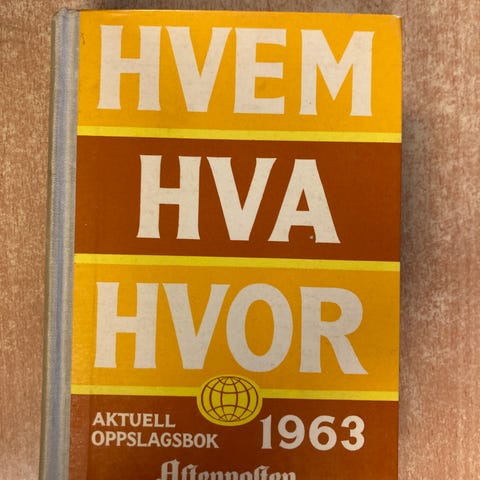 HVEM
HVA
HVOR
AKTUELL
OPPSLAGSBOK
1963
Aftenposten